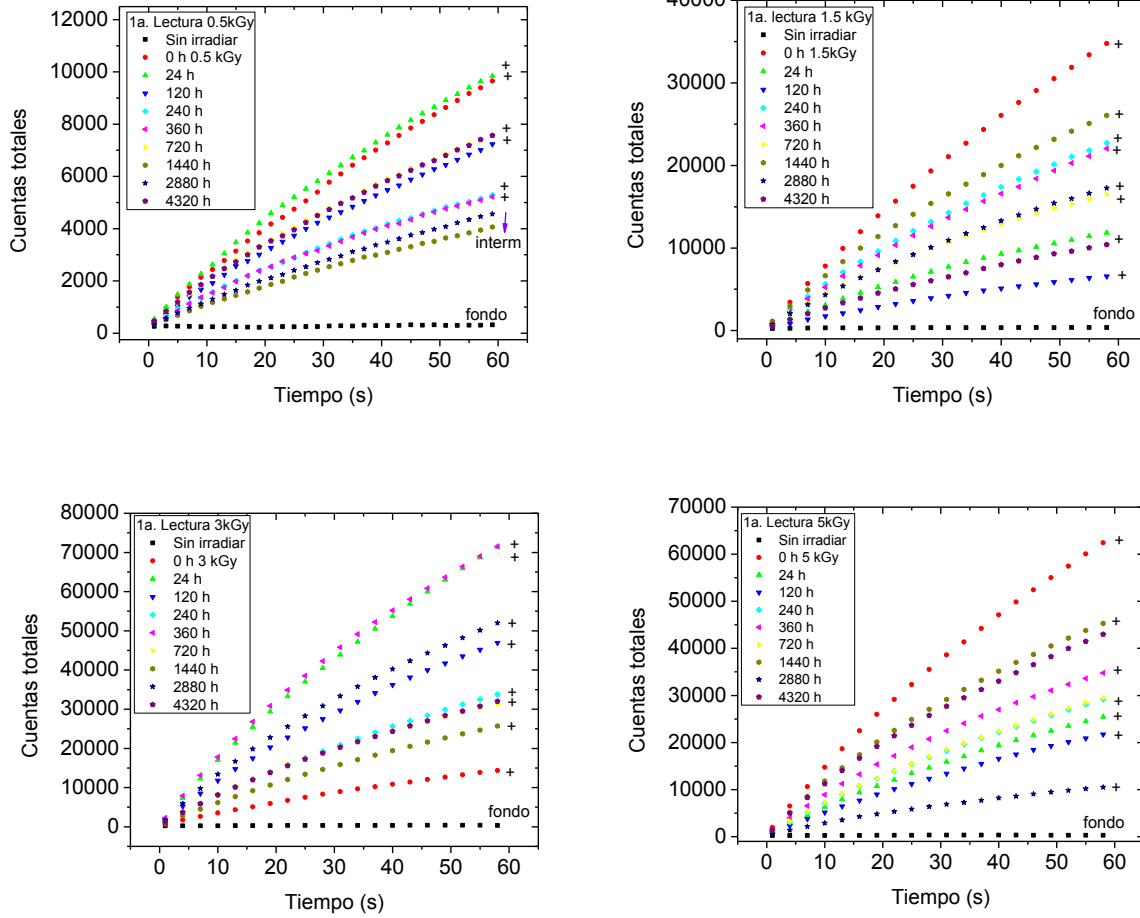 1a. Lectura 0.5kGy
Sin irradiar
0 h 0.5 kGy
24 h
120 h
240 h
360 h
720 h
1440 h
2880 h
4320 h
Cuentas totales
12000
10000
8000
6000
4000
2000
0
+
+
+
+
+
+
interm
fondo
0 10 20 30 40 50 60
Tiempo (s)
1a. lectura 1.5 kGy
Sin irradiar
0 h 1.5kGy
24 h
120 h
240 h
360 h
720 h
1440 h
2880 h
4320 h
Cuentas totales
40000
30000
20000
10000
0
+
+
+
+
+
+
+
+
fondo
0 10 20 30 40 50 60
Tiempo (s)
1a. Lectura 3kGy
Sin irradiar
0 h 3 kGy
24 h
120 h
240 h
360 h
720 h
1440 h
2880 h
4320 h
Cuentas totales
80000
70000
60000
50000
40000
30000
20000
10000
0
+
+
+
+
+
+
+
+
fondo
0 10 20 30 40 50 60
Tiempo (s)
1a. Lectura 5kGy
Sin irradiar
0 h 5 kGy
24 h
120 h
240 h
360 h
720 h
1440 h
2880 h
4320 h
Cuentas totales
70000
60000
50000
40000
30000
20000
10000
0
+
+
+
+
+
+
+
fondo
0 10 20 30 40 50 60
Tiempo (s)